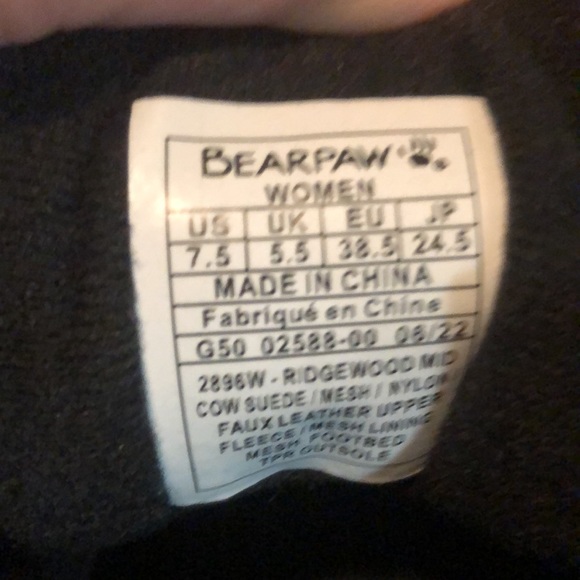 BEARPAW
WOMEN
US UK EU JP
7.5 5.5 38.5 24.5
MADE IN CHINA
Fabriqué en Chine
G50 02588-00 06/22
2896W - RIDGEWOOD MID
COW SUEDE / MESH / NYLON
FAUX LEATHER UPPER
FLEECE / MESH LINING
MESH FOOTBED
TPR OUTSOLE